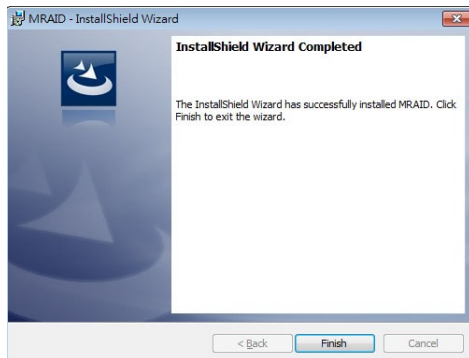 MRAID - InstallShield Wizard
InstallShield Wizard Completed
The InstallShield Wizard has successfully installed MRAID. Click
Finish to exit the wizard.
< Back
Finish
Cancel